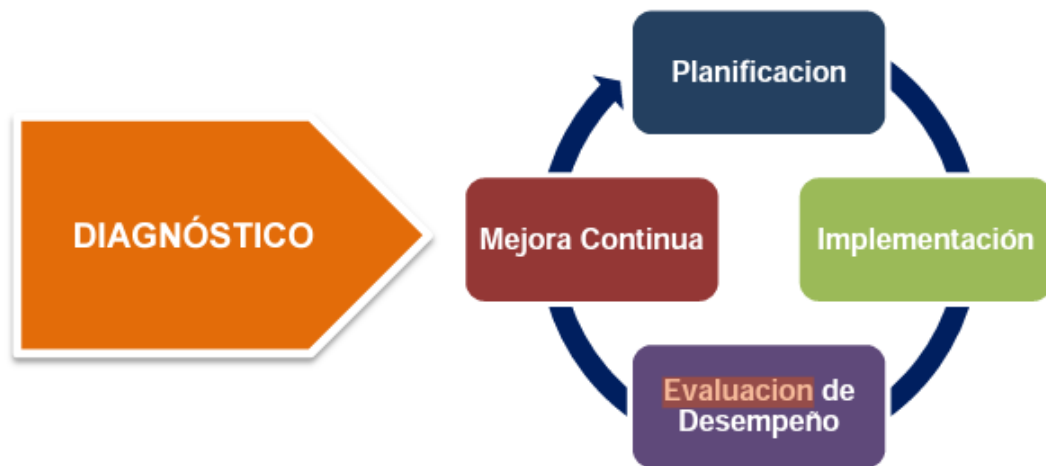 DIAGNÓSTICO
Planificacion
Mejora Continua
Implementación
Evaluacion de
Desempeño